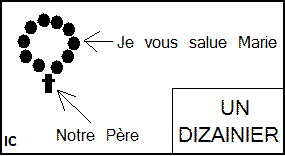 Je vous salue Marie
Notre Père
UN
DIZAINIER
IC